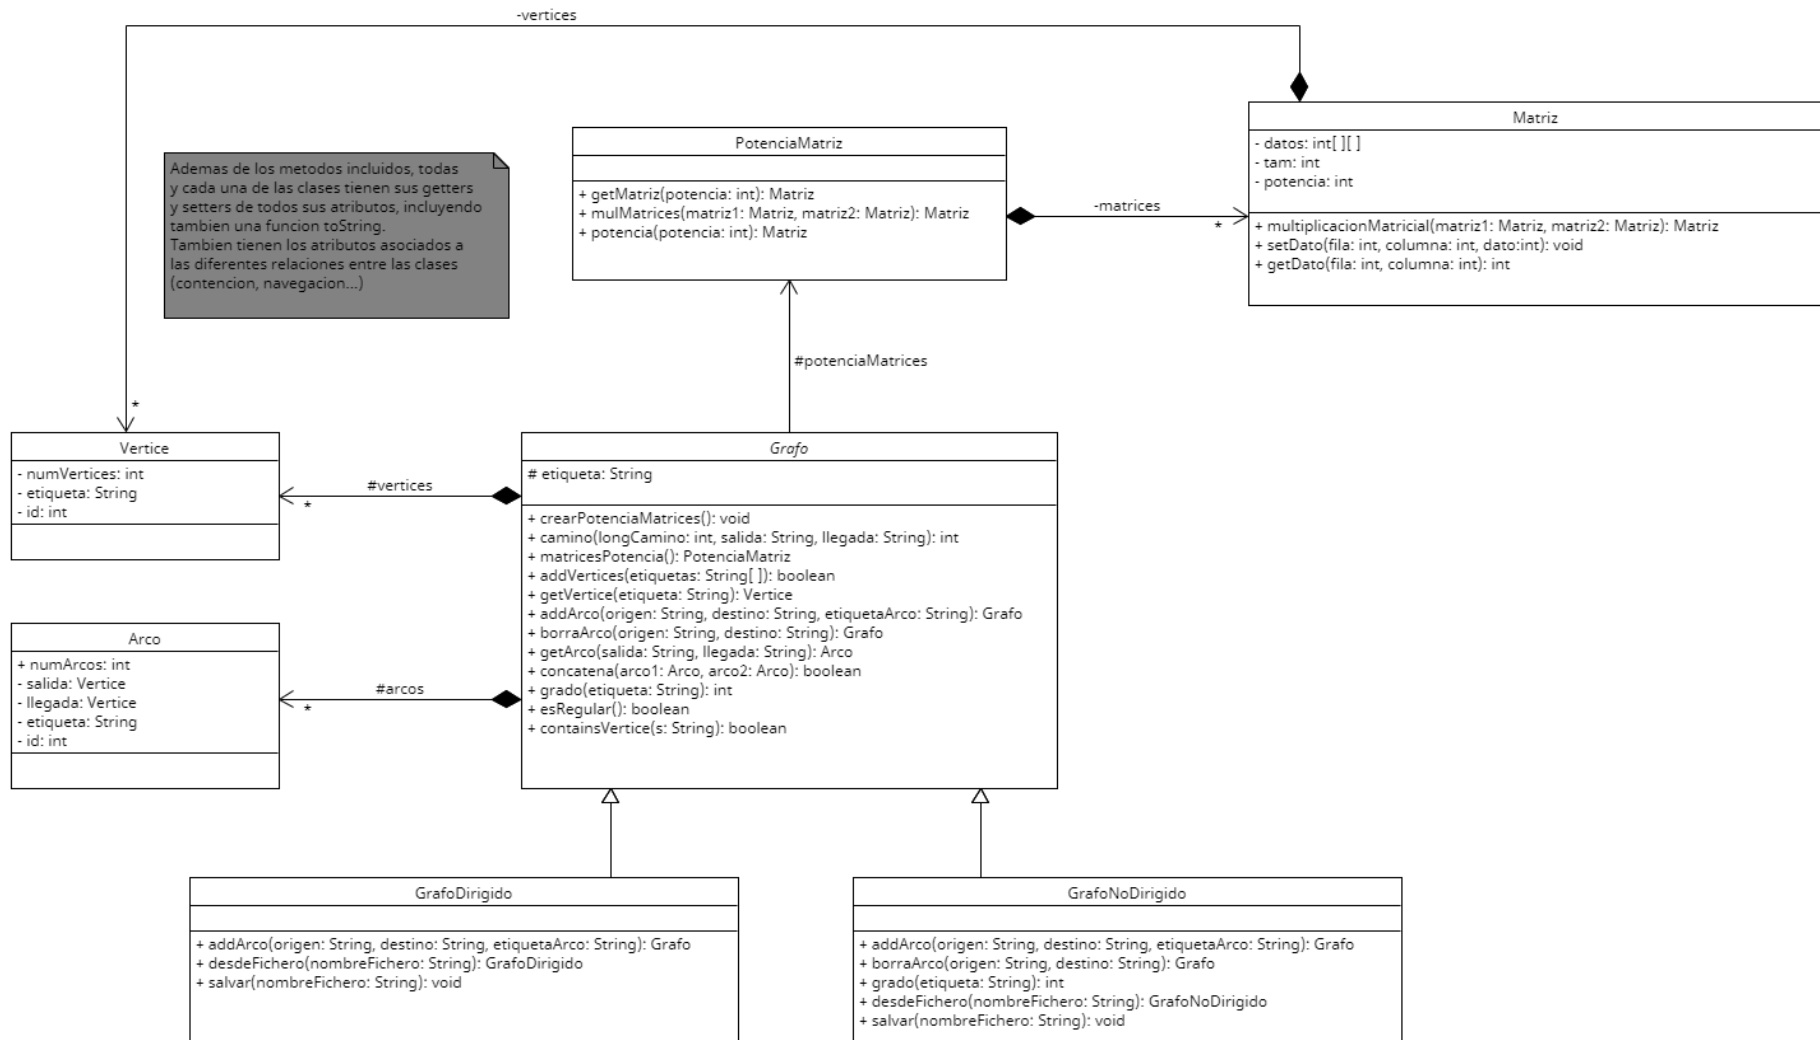 -vertices
Matriz
- datos: int[ ][ ]
- tam: int
- potencia: int
+ multiplicacionMatricial(matriz1: Matriz, matriz2: Matriz): Matriz
+ setDato(fila: int, columna: int, dato:int): void
+ getDato(fila: int, columna: int): int
PotenciaMatriz
+ getMatriz(potencia: int): Matriz
+ mulMatrices(matriz1: Matriz, matriz2: Matriz): Matriz
+ potencia(potencia: int): Matriz
-matrices
*
Ademas de los metodos incluidos, todas
y cada una de las clases tienen sus getters
y setters de todos sus atributos, incluyendo
tambien una funcion toString.
Tambien tienen los atributos asociados a
las diferentes relaciones entre las clases
(contencion, navegacion...)
#potenciaMatrices
*
Vertice
- numVertices: int
- etiqueta: String
- id: int
#vertices
*
Grafo
# etiqueta: String
+ crearPotenciaMatrices(): void
+ camino(longCamino: int, salida: String, llegada: String): int
+ matricesPotencia(): PotenciaMatriz
+ addVertices(etiquetas: String[ ]): boolean
+ getVertice(etiqueta: String): Vertice
+ addArco(origen: String, destino: String, etiquetaArco: String): Grafo
+ borraArco(origen: String, destino: String): Grafo
+ getArco(salida: String, llegada: String): Arco
+ concatena(arco1: Arco, arco2: Arco): boolean
+ grado(etiqueta: String): int
+ esRegular(): boolean
+ containsVertice(s: String): boolean
Arco
+ numArcos: int
- salida: Vertice
- llegada: Vertice
- etiqueta: String
- id: int
#arcos
*
GrafoDirigido
+ addArco(origen: String, destino: String, etiquetaArco: String): Grafo
+ desdeFichero(nombreFichero: String): GrafoDirigido
+ salvar(nombreFichero: String): void
GrafoNoDirigido
+ addArco(origen: String, destino: String, etiquetaArco: String): Grafo
+ borraArco(origen: String, destino: String): Grafo
+ grado(etiqueta: String): int
+ desdeFichero(nombreFichero: String): GrafoNoDirigido
+ salvar(nombreFichero: String): void